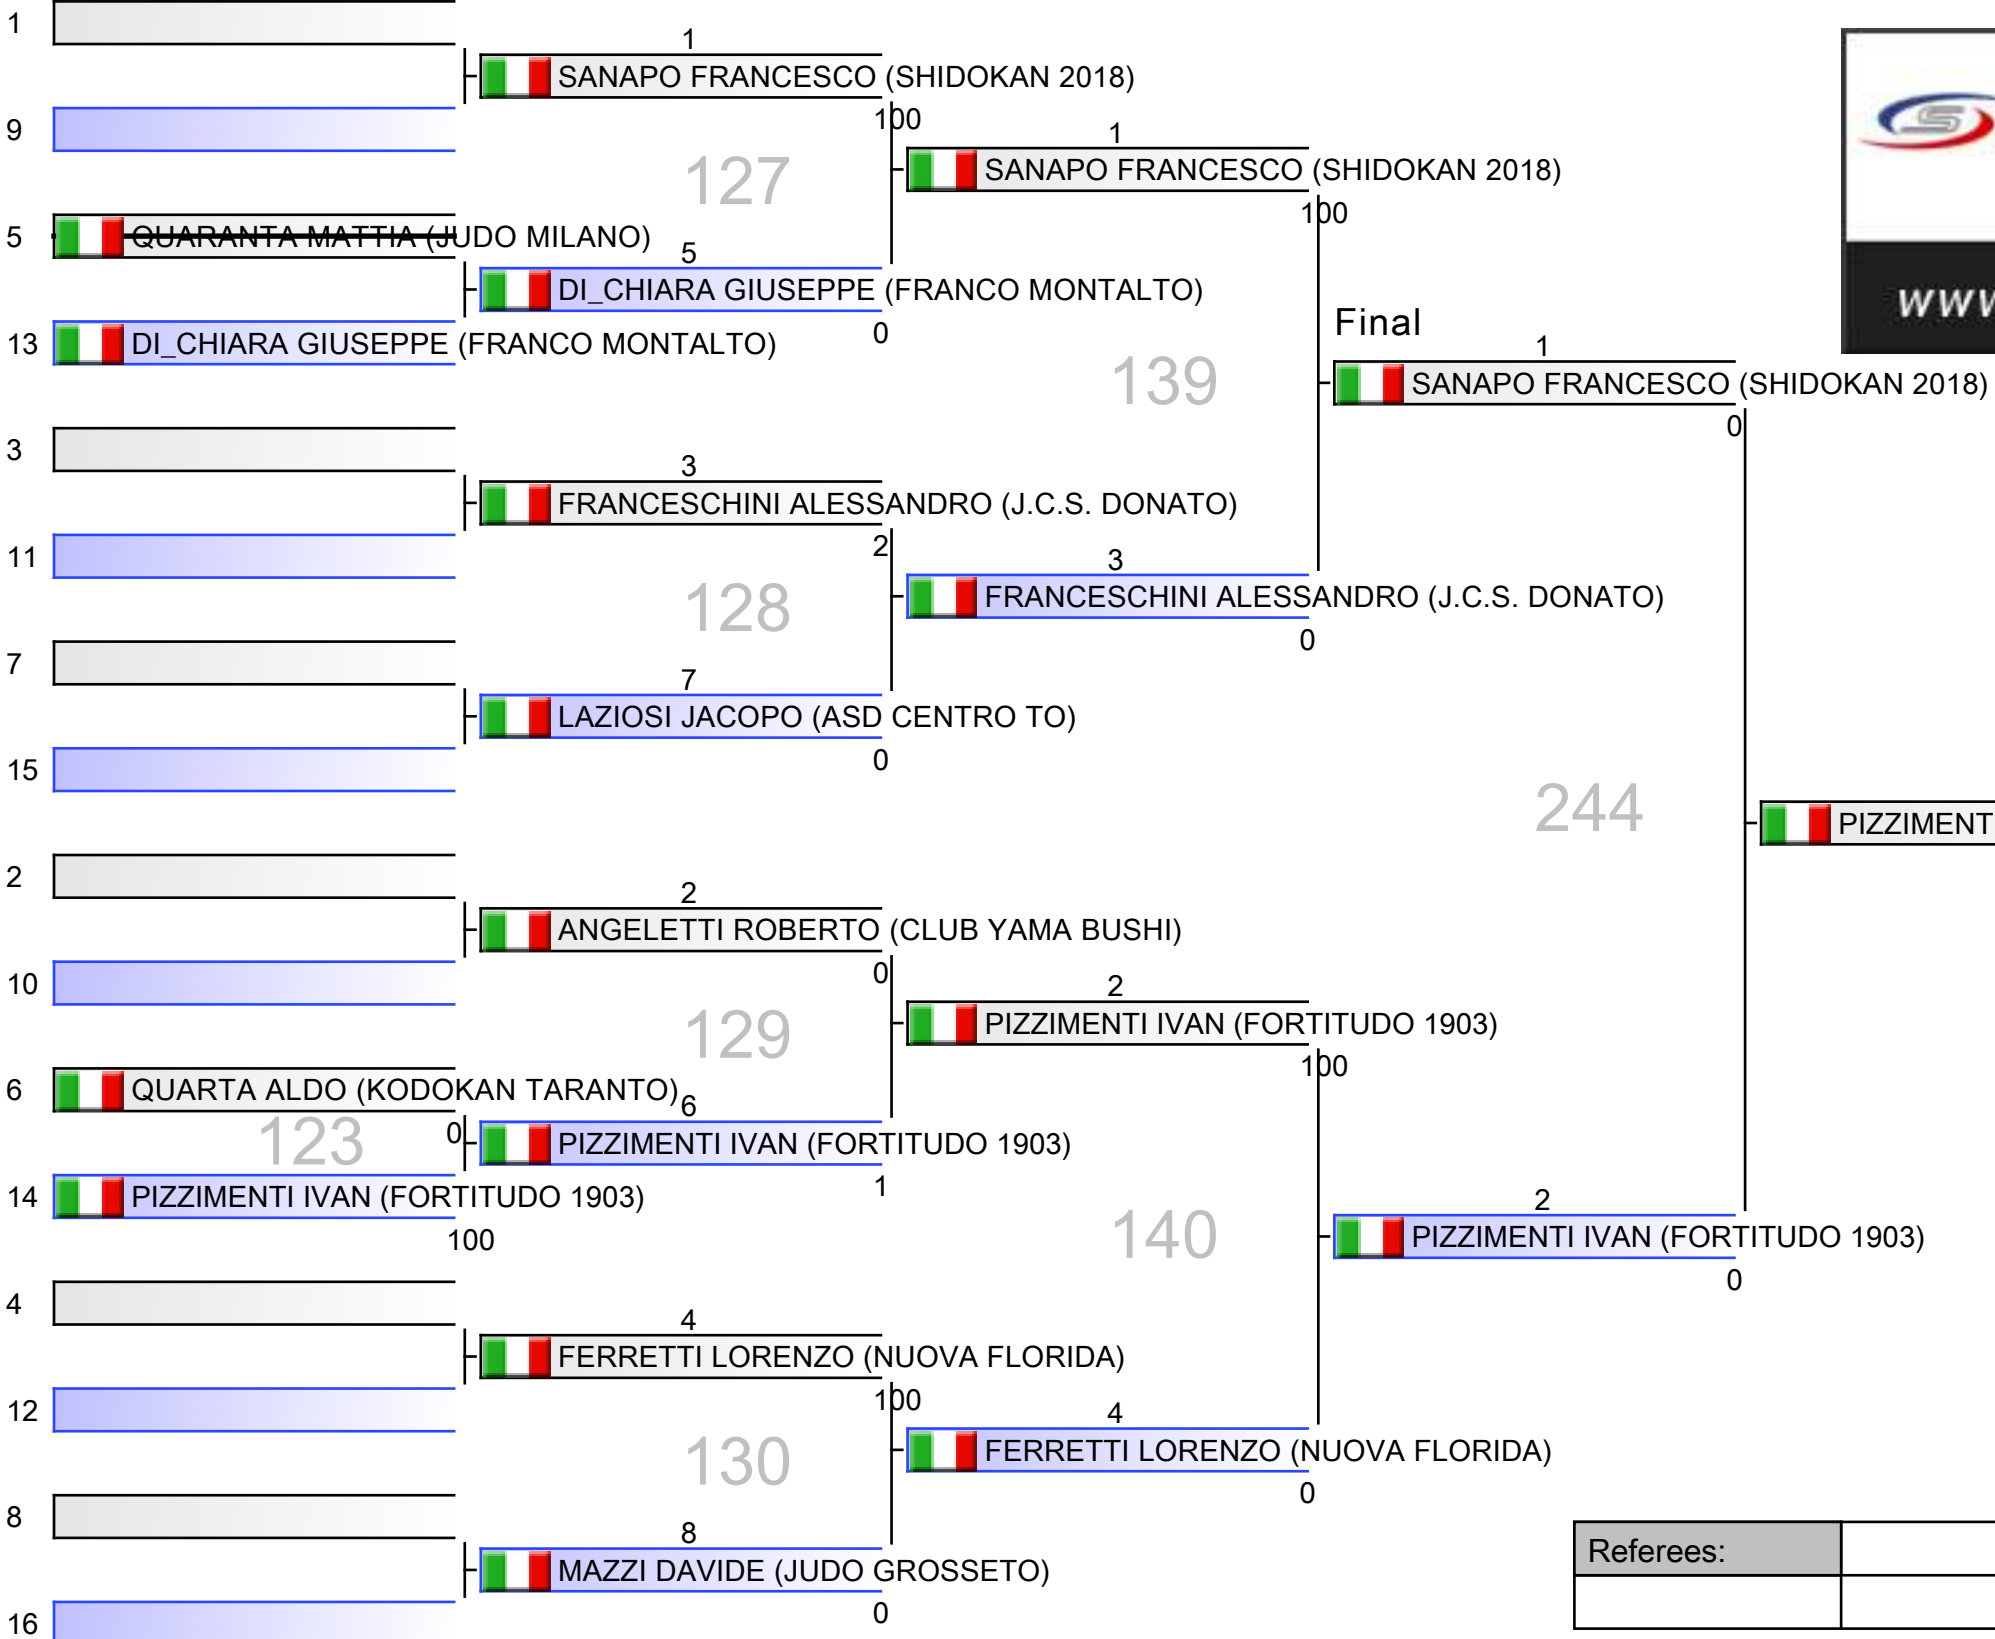 1
1
SANAPO FRANCESCO (SHIDOKAN 2018)
100
9
1
127
SANAPO FRANCESCO (SHIDOKAN 2018)
100
5 QUARANTA MATTIA (JUDO MILANO)
5
DI_CHIARA GIUSEPPE (FRANCO MONTALTO)
0
13 DI_CHIARA GIUSEPPE (FRANCO MONTALTO)
WWW
Final
1
139
SANAPO FRANCESCO (SHIDOKAN 2018)
0
3
3
FRANCESCHINI ALESSANDRO (J.C.S. DONATO)
2
11
3
128
FRANCESCHINI ALESSANDRO (J.C.S. DONATO)
0
7
7
LAZIOSI JACOPO (ASD CENTRO TO)
0
15
244
PIZZIMENT
2
2
ANGELETTI ROBERTO (CLUB YAMA BUSHI)
0
10
2
129
PIZZIMENTI IVAN (FORTITUDO 1903)
100
6 QUARTA ALDO (KODOKAN TARANTO)
6
123
0
PIZZIMENTI IVAN (FORTITUDO 1903)
1
14 PIZZIMENTI IVAN (FORTITUDO 1903)
100
2
140
PIZZIMENTI IVAN (FORTITUDO 1903)
0
4
4
FERRETTI LORENZO (NUOVA FLORIDA)
100
12
4
130
FERRETTI LORENZO (NUOVA FLORIDA)
0
8
8
MAZZI DAVIDE (JUDO GROSSETO)
0
16
Referees: